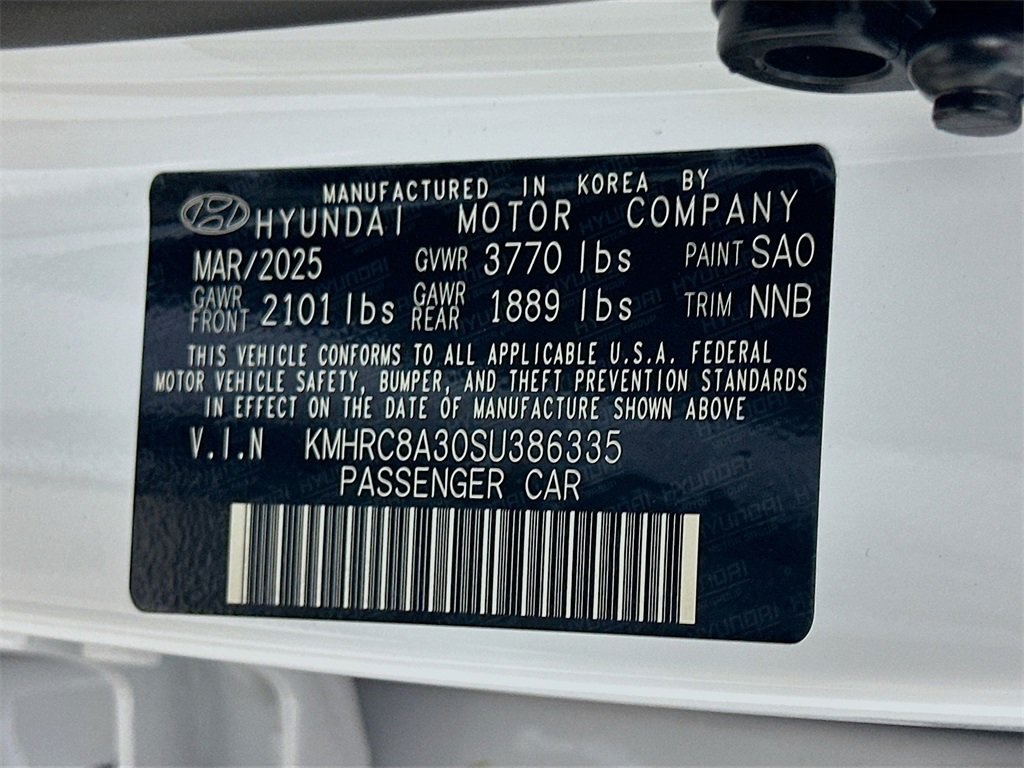 MANUFACTURED IN KOREA BY
HYUNDAI MOTOR COMPANY
MAR/2025 GVWR 3770 lbs PAINT SAO
GAWR FRONT 2101 lbs GAWR REAR 1889 lbs TRIM NNB
THIS VEHICLE CONFORMS TO ALL APPLICABLE U.S.A. FEDERAL
MOTOR VEHICLE SAFETY, BUMPER, AND THEFT PREVENTION STANDARDS
IN EFFECT ON THE DATE OF MANUFACTURE SHOWN ABOVE
V.I.N KMHRC8A30SU386335
PASSENGER CAR